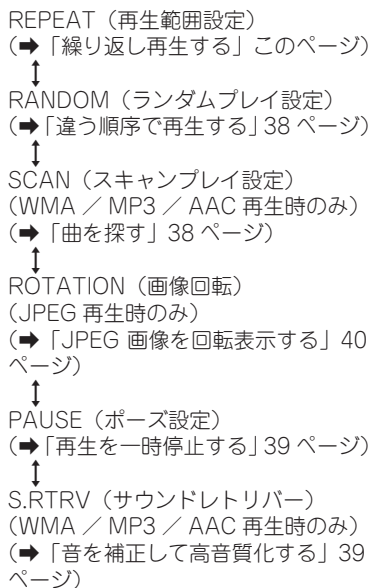 REPEAT（再生範囲設定）
(➡「繰り返し再生する」このページ)
↕
RANDOM（ランダムプレイ設定）
(➡「違う順序で再生する」38 ページ)
↕
SCAN（スキャンプレイ設定）
(WMA ／ MP3 ／ AAC 再生時のみ)
(➡「曲を探す」38 ページ)
↕
ROTATION（画像回転）
(JPEG 再生時のみ)
(➡「JPEG 画像を回転表示する」40
ページ)
↕
PAUSE（ポーズ設定）
(➡「再生を一時停止する」39 ページ)
↕
S.RTRV（サウンドレトリバー）
(WMA ／ MP3 ／ AAC 再生時のみ)
(➡「音を補正して高音質化する」39
ページ)